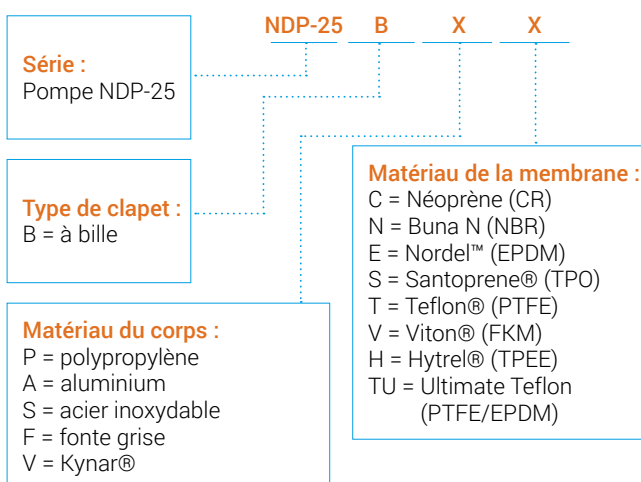 NDP-25 B X X
Série :
Pompe NDP-25
Type de clapet :
B = à bille
Matériau du corps :
P = polypropylène
A = aluminium
S = acier inoxydable
F = fonte grise
V = Kynar®
Matériau de la membrane :
C = Néoprène (CR)
N = Buna N (NBR)
E = Nordel™ (EPDM)
S = Santoprene® (TPO)
T = Teflon® (PTFE)
V = Viton® (FKM)
H = Hytrel® (TPEE)
TU = Ultimate Teflon
(PTFE/EPDM)